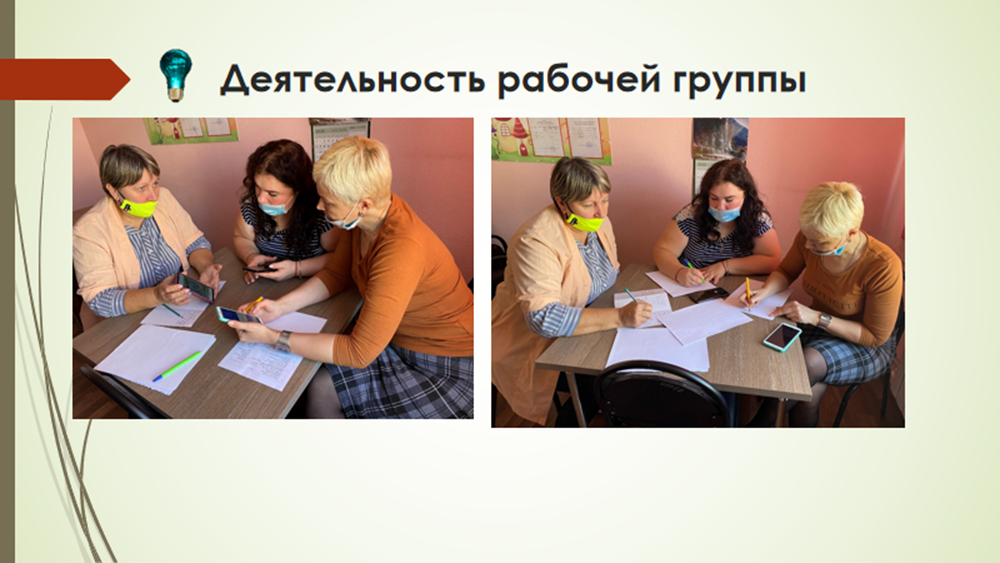 Деятельность рабочей группы